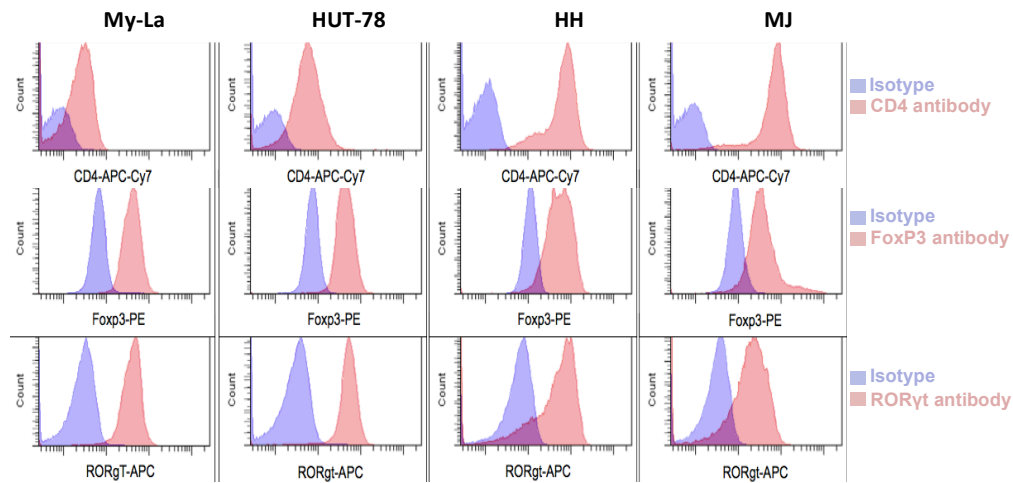 My-La HUT-78 HH MJ
Count Count Count Count
Isotype
CD4 antibody
CD4-APC-Cy7 CD4-APC-Cy7 CD4-APC-Cy7 CD4-APC-Cy7
Count Count Count Count
Isotype
FoxP3 antibody
Foxp3-PE Foxp3-PE Foxp3-PE Foxp3-PE
Count Count Count Count
Isotype
RORγt antibody
RORgT-APC RORgt-APC RORgt-APC RORgt-APC